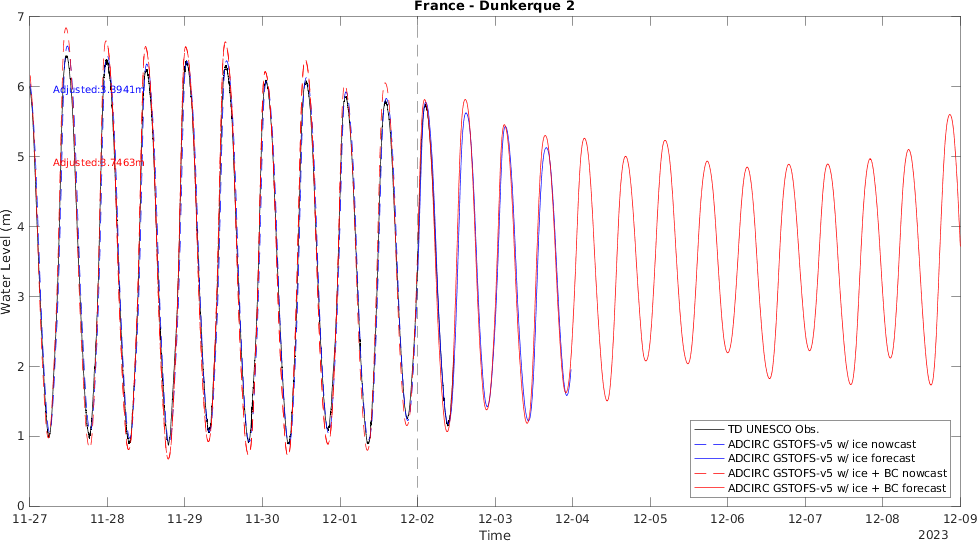 France - Dunkerque 2
7
6
5
4
3
2
1
0
Water Level (m)
Adjusted:3.8941m
Adjusted:3.7463m
TD UNESCO Obs.
ADCIRC GSTOFS-v5 w/ ice nowcast
ADCIRC GSTOFS-v5 w/ ice forecast
ADCIRC GSTOFS-v5 w/ ice + BC nowcast
ADCIRC GSTOFS-v5 w/ ice + BC forecast
11-27 11-28 11-29 11-30 12-01 12-02 12-03 12-04 12-05 12-06 12-07 12-08 12-09
Time
2023